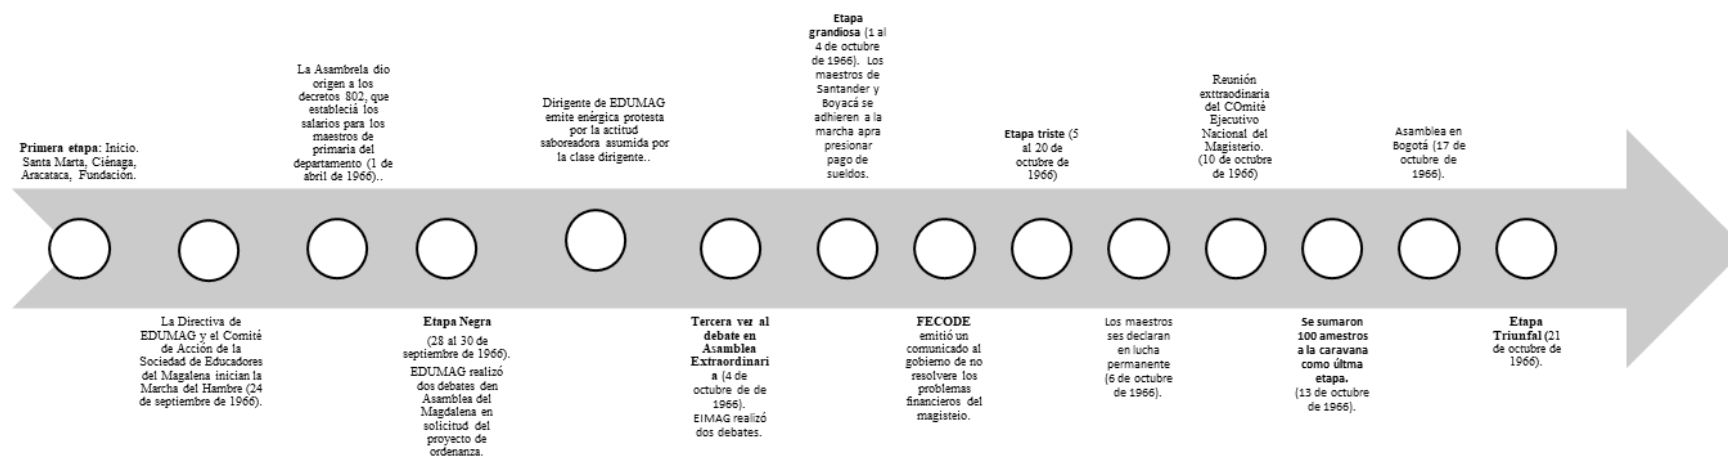 Primera etapa: Inicio.
Santa Marta, Ciénaga,
Aracataca, Fundación.
La Directiva de
EDUMAG y el Comité
de Acción de la
Sociedad de Educadores
del Magalena inician la
Marcha del Hambre (24
de septiembre de 1966).
La Asambrela dio
origen a los
decretos 802, que
establecía los
salarios para los
maestros de
primaria del
departamento (1 de
abril de 1966)..
Etapa Negra
(28 al 30 de
septiembre de 1966).
EDUMAG realizó
dos debates den
Asamblea del
Magdalena en
solicitud del
proyecto de
ordenanza.
Dirigente de EDUMAG
emite enérgica protesta
por la actitud
saboreadora asumida por
la clase dirigente..
Tercera vez al
debate en
Asamblea
Extraordinari
a (4 de
octubre de de
1966).
EIMAG realizó
dos debates.
Etapa
grandiosa (1 al
4 de octubre
de 1966). Los
maestros de
Santander y
Boyacá se
adhieren a la
marcha apra
presionar
pago de
sueldos.
FECODE
emitió un
comunicado al
gobierno de no
resolvere los
problemas
financieros del
magisteio.
Etapa triste (5
al 20 de
octubre de
1966)
Los maestros
ses declaran
en lucha
permanente
(6 de octubre
de 1966).
Reunión
exttraodinaria
del COmité
Ejecutivo
Nacional del
Magisterio.
(10 de octubre
de 1966)
Se sumaron
100 amestros
a la caravana
como últma
etapa.
(13 de octubre
de 1966).
Asamblea en
Bogotá (17 de
octubre de
1966).
Etapa
Triunfal (21
de octubre de
1966).